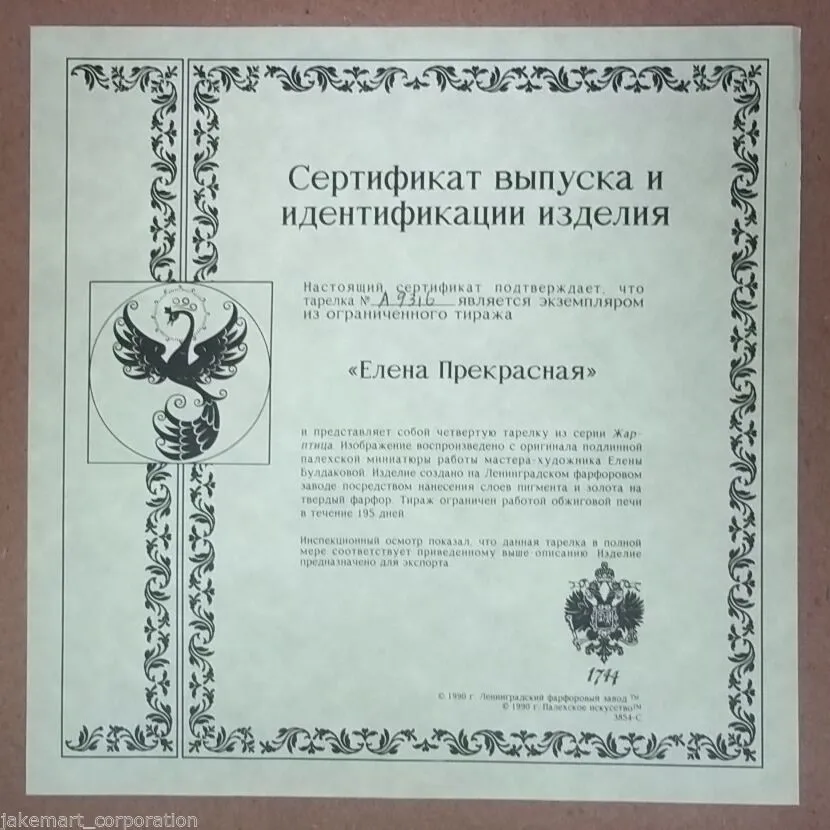 Сертификат выпуска и
идентификации изделия
Настоящий сертификат подтверждает, что
тарелка № А 9316 является экземпляром
из ограниченного тиража
«Елена Прекрасная»
и представляет собой четвертую тарелку из серии Жар-
птица. Изображение воспроизведено с оригинала подлинной
палехской миниатюры работы мастера-художника Елены
Булдаковой. Изделие создано на Ленинградском фарфоровом
заводе посредством нанесения слоев пигмента и золота на
твердый фарфор. Тираж ограничен работой обжиговой печи
в течение 195 дней.
Инспекционный осмотр показал, что данная тарелка в полной
мере соответствует приведенному выше описанию. Изделие
предназначено для экспорта.
1744
© 1990 г. Ленинградский фарфоровый завод ™
© 1990 г. Палехское искусство™
3854-С
jakemart_corporation